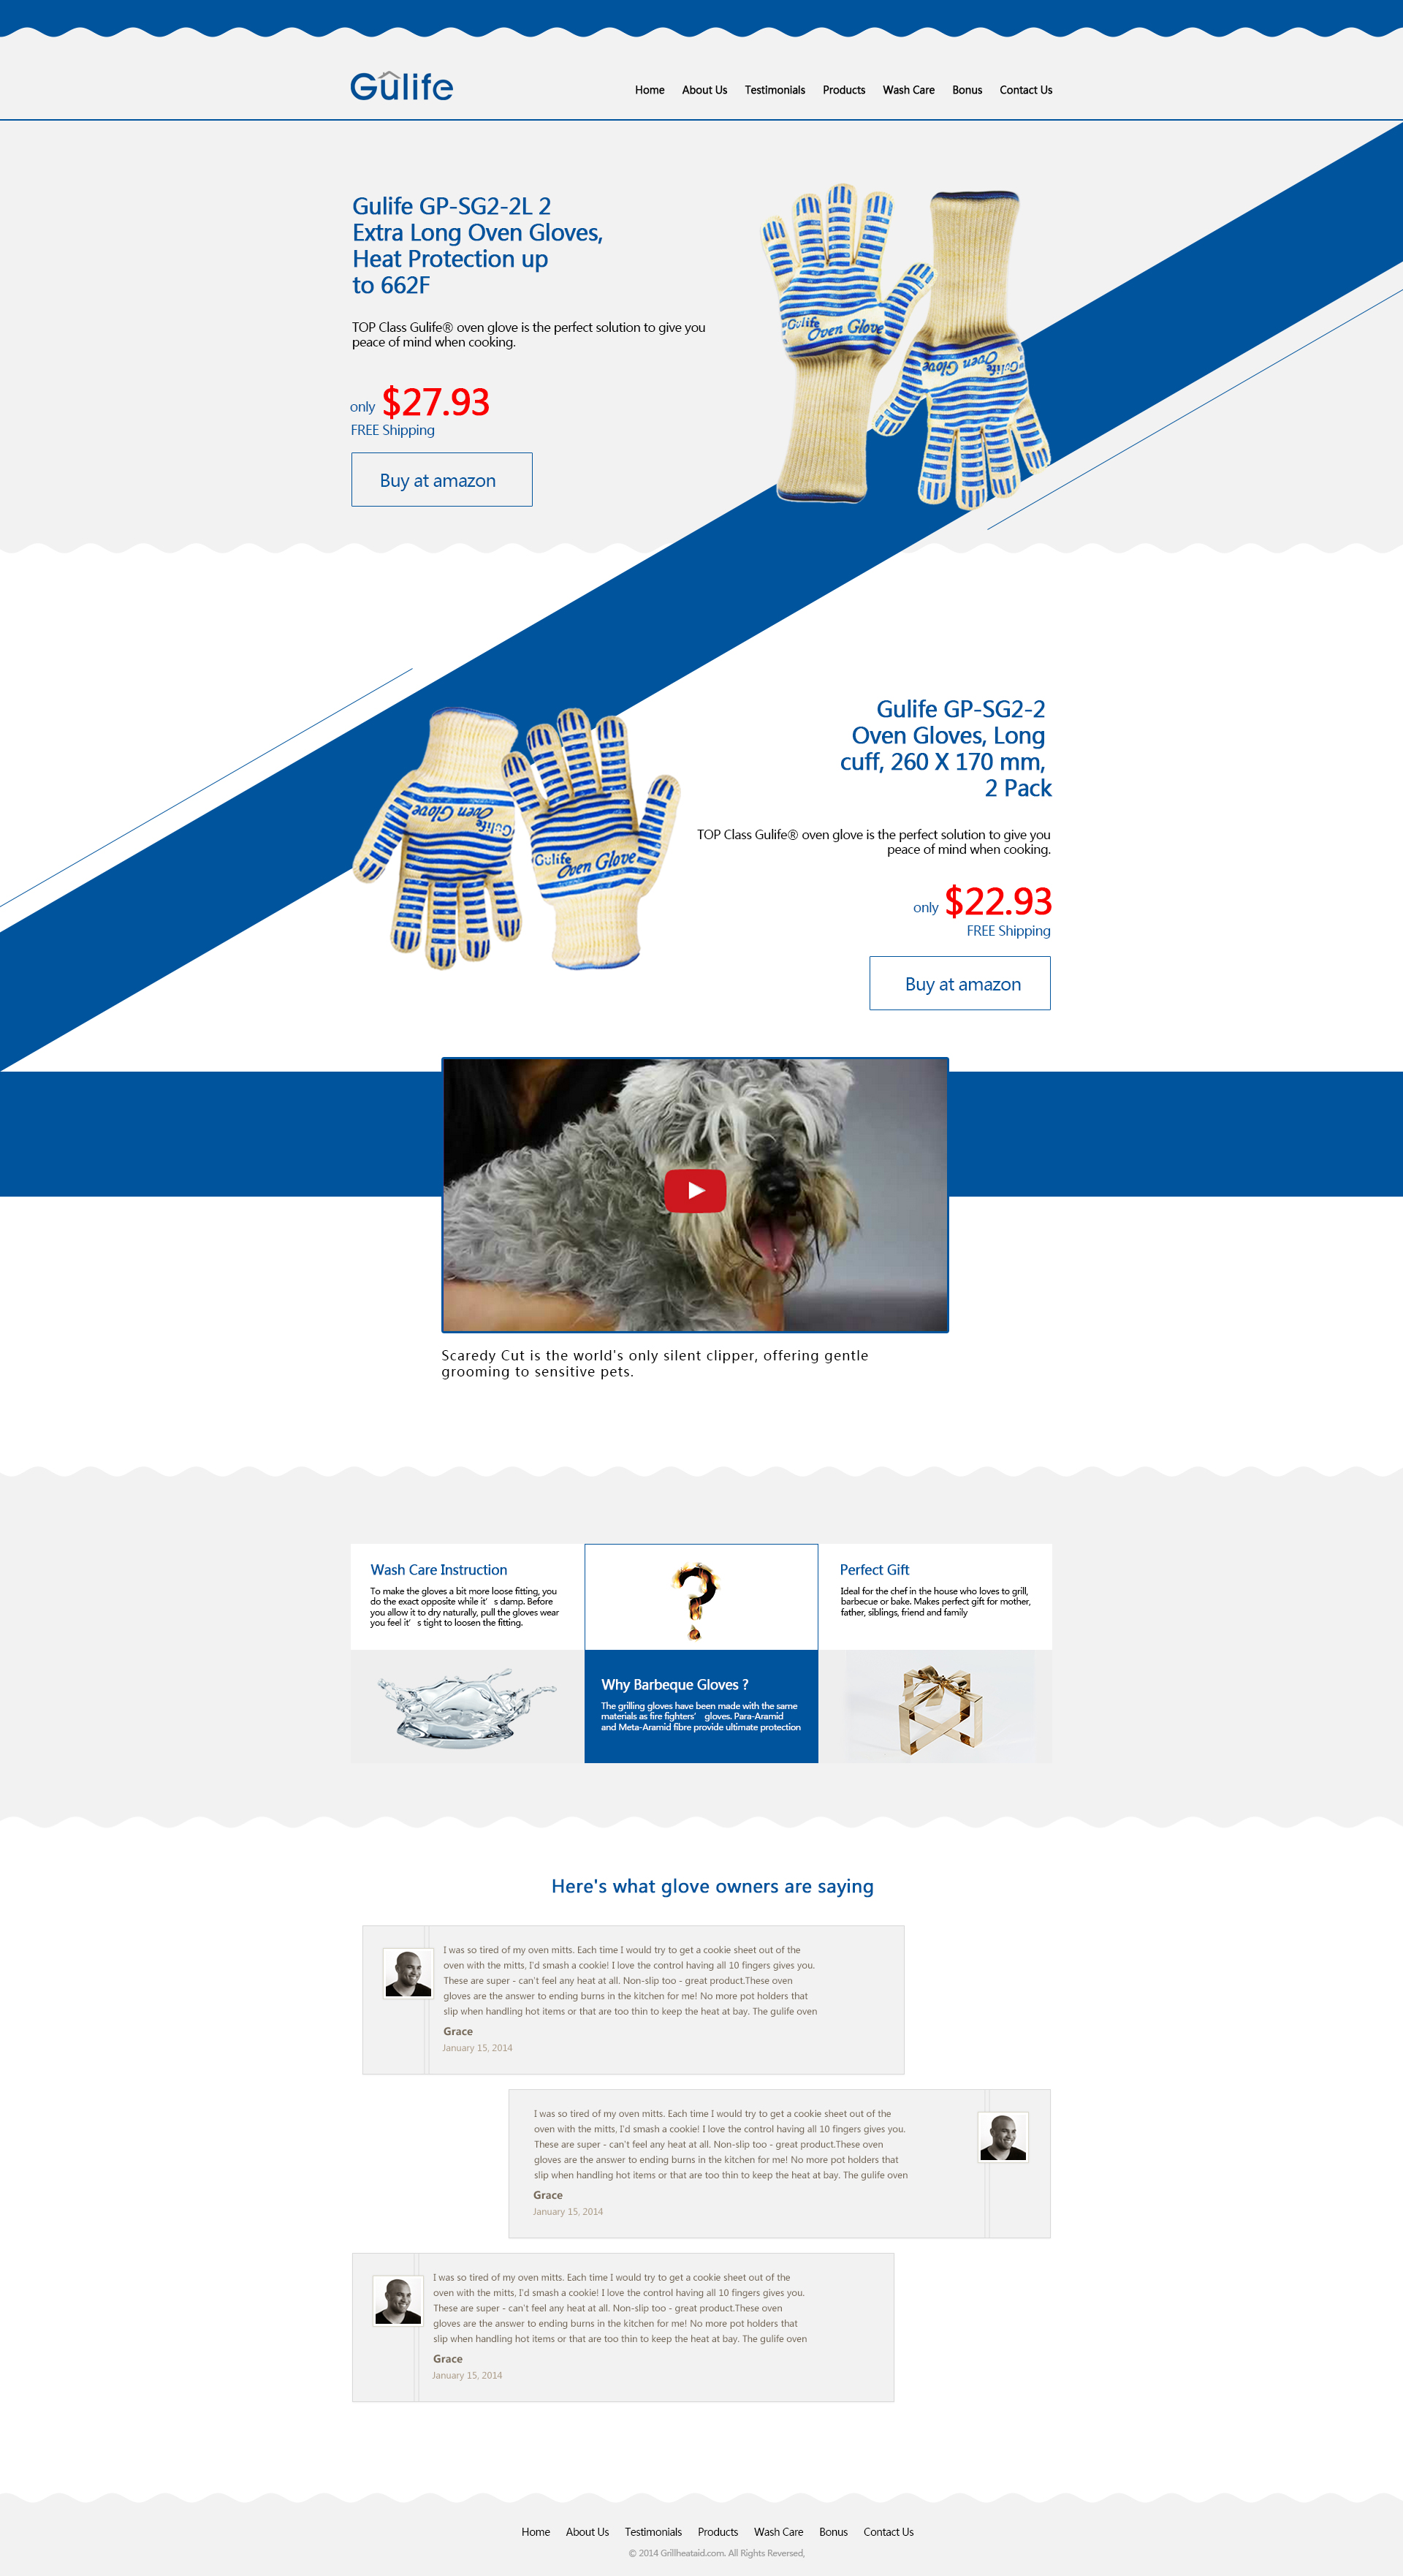 Gulife
Home About Us Testimonials Products Wash Care Bonus Contact Us
Gulife GP-SG2-2L 2
Extra Long Oven Gloves,
Heat Protection up
to 662F
TOP Class Gulife® oven glove is the perfect solution to give you
peace of mind when cooking.
only $27.93
FREE Shipping
Buy at amazon
Gulife
Oven Glove
Gulife
Oven Glove
Gulife GP-SG2-2
Oven Gloves, Long
cuff, 260 X 170 mm,
2 Pack
TOP Class Gulife® oven glove is the perfect solution to give you
peace of mind when cooking.
only $22.93
FREE Shipping
Buy at amazon
Oven Glove
Gulife
Oven Glove
Scaredy Cut is the world's only silent clipper, offering gentle
grooming to sensitive pets.
Wash Care Instruction
To make the gloves a bit more loose fitting, you
do the exact opposite while it’s damp. Before
you allow it to dry naturally, pull the gloves wear
you feel it’s tight to loosen the fitting.
?
Why Barbeque Gloves ?
The grilling gloves have been made with the same
materials as fire fighters’ gloves. Para-Aramid
and Meta-Aramid fibre provide ultimate protection
Perfect Gift
Ideal for the chef in the house who loves to grill,
barbecue or bake. Makes perfect gift for mother,
father, siblings, friend and family
Here's what glove owners are saying
I was so tired of my oven mitts. Each time I would try to get a cookie sheet out of the
oven with the mitts, I'd smash a cookie! I love the control having all 10 fingers gives you.
These are super - can't feel any heat at all. Non-slip too - great product.These oven
gloves are the answer to ending burns in the kitchen for me! No more pot holders that
slip when handling hot items or that are too thin to keep the heat at bay. The gulife oven
Grace
January 15, 2014
I was so tired of my oven mitts. Each time I would try to get a cookie sheet out of the
oven with the mitts, I'd smash a cookie! I love the control having all 10 fingers gives you.
These are super - can't feel any heat at all. Non-slip too - great product.These oven
gloves are the answer to ending burns in the kitchen for me! No more pot holders that
slip when handling hot items or that are too thin to keep the heat at bay. The gulife oven
Grace
January 15, 2014
I was so tired of my oven mitts. Each time I would try to get a cookie sheet out of the
oven with the mitts, I'd smash a cookie! I love the control having all 10 fingers gives you.
These are super - can't feel any heat at all. Non-slip too - great product.These oven
gloves are the answer to ending burns in the kitchen for me! No more pot holders that
slip when handling hot items or that are too thin to keep the heat at bay. The gulife oven
Grace
January 15, 2014
Home About Us Testimonials Products Wash Care Bonus Contact Us
© 2014 Grillheataid.com. All Rights Reversed,